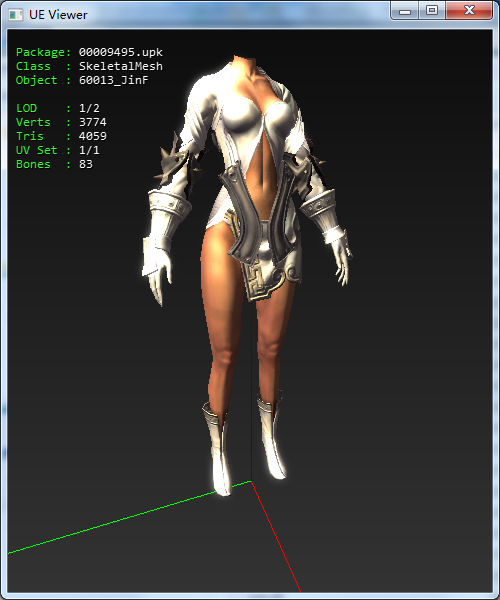 UE Viewer
Package: 00009495.upk
Class  : SkeletalMesh
Object : 60013_JinF
LOD    : 1/2
Verts  : 3774
Tris   : 4059
UV Set : 1/1
Bones  : 83